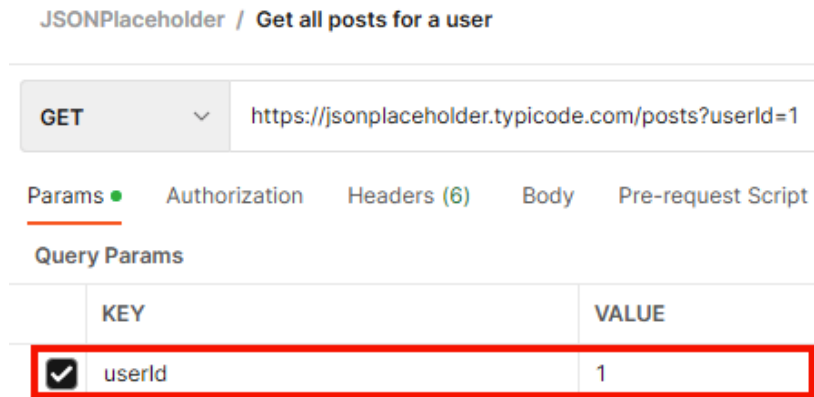 JSONPlaceholder / Get all posts for a user
GET https://jsonplaceholder.typicode.com/posts?userId=1
Params Authorization Headers (6) Body Pre-request Script
Query Params
KEY VALUE
userId 1